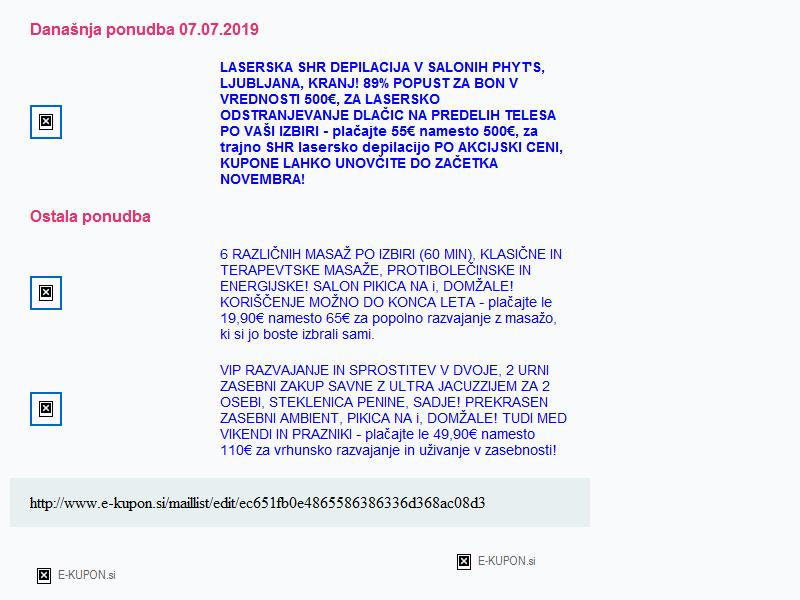 Današnja ponudba 07.07.2019
LASERSKA SHR DEPILACIJA V SALONIH PHYT'S,
LJUBLJANA, KRANJ! 89% POPUST ZA BON V
VREDNOSTI 500€, ZA LASERSKO
ODSTRANJEVANJE DLAČIC NA PREDELIH TELESA
PO VAŠI IZBIRI - plačajte 55€ namesto 500€, za
trajno SHR lasersko depilacijo PO AKCIJSKI CENI,
KUPONE LAHKO UNOVČITE DO ZAČETKA
NOVEMBRA!
Ostala ponudba
6 RAZLIČNIH MASAŽ PO IZBIRI (60 MIN), KLASIČNE IN
TERAPEVTSKE MASAŽE, PROTIBOLEČINSKE IN
ENERGIJSKE! SALON PIKICA NA i, DOMŽALE!
KORIŠČENJE MOŽNO DO KONCA LETA - plačajte le
19,90€ namesto 65€ za popolno razvajanje z masažo,
ki si jo boste izbrali sami.
VIP RAZVAJANJE IN SPROSTITEV V DVOJE, 2 URNI
ZASEBNI ZAKUP SAVNE Z ULTRA JACUZZIJEM ZA 2
OSEBI, STEKLENICA PENINE, SADJE! PREKRASEN
ZASEBNI AMBIENT, PIKICA NA i, DOMŽALE! TUDI MED
VIKENDI IN PRAZNIKI - plačajte le 49,90€ namesto
110€ za vrhunsko razvajanje in uživanje v zasebnosti!
http://www.e-kupon.si/maillist/edit/ec651fb0e4865586386336d368ac08d3
E-KUPON.si
E-KUPON.si